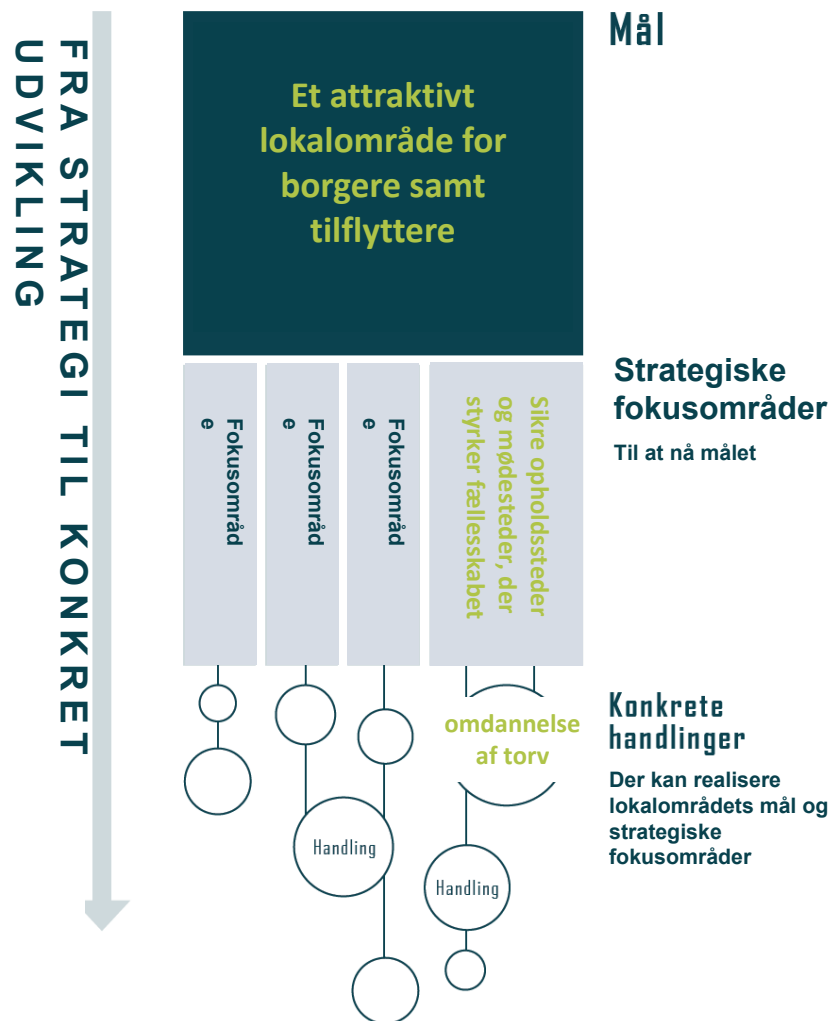 FRA STRATEGI TIL KONKRET
UDVIKLING
Mål
Et attraktivt
lokalområde for
borgere samt
tilflyttere
Strategiske
fokusområder
Til at nå målet
Fokusområd
e
Fokusområd
e
Fokusområd
e
Sikre opholdssteder
og mødesteder, der
styrker fællesskabet
omdannelse
af torv
Konkrete
handlinger
Der kan realisere
lokalområdets mål og
strategiske
fokusområder
Handling
Handling